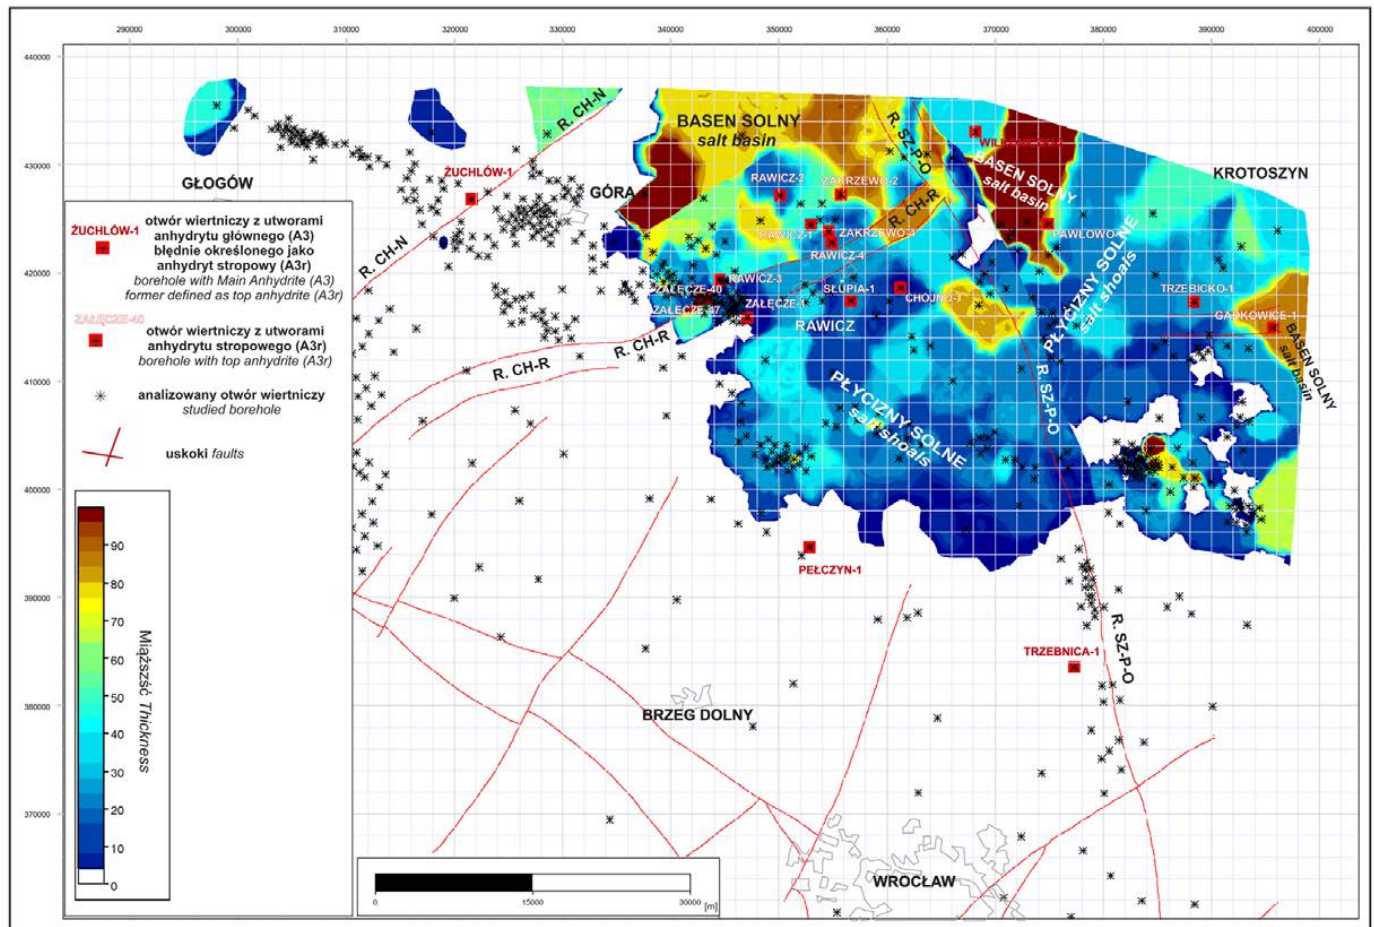 290000 300000 310000 320000 330000 340000 350000 360000 370000 380000 390000 400000
440000
430000
420000
410000
400000
390000
380000
370000
GŁOGÓW
ŻUCHLÓW-1
GÓRA
R. CH-N
R. CH-N
BASEN SOLNY
salt basin
R. SZ-P-O
BASEN SOLNY
salt basin
KROTOSZYN
RAWICZ-2
ZAKRZEWO-2
R. CH-R
RAWICZ-1
ZAKRZEWO-4
RAWICZ-4
PAWŁOWO-1
RAWICZ-3
ZAŁĘCZE-40
SŁUPIA-1
CHOJNO-3
ZAŁĘCZE-47
RAWICZ
PŁYCIZNY SOLNE
salt shoals
TRZEBICKO-1
BASEN SOLNY
salt basin
R. CH-R
R. CH-R
PŁYCIZNY SOLNE
salt shoals
R. SZ-P-O
PEŁCZYN-1
TRZEBNICA-1
R. SZ-P-O
BRZEG DOLNY
WROCŁAW
ŻUCHLÓW-1
otwór wiertniczy z utworami
anhydrytu głównego (A3)
błędnie określonego jako
anhydryt stropowy (A3r)
borehole with Main Anhydrite (A3)
former defined as top anhydrite (A3r)
ZAŁĘCZE-40
otwór wiertniczy z utworami
anhydrytu stropowego (A3r)
borehole with top anhydrite (A3r)
analizowany otwór wiertniczy
studied borehole
uskoki faults
90
80
70
60
50
40
30
20
10
0
Miąższść Thickness
0 15000 30000 [m]